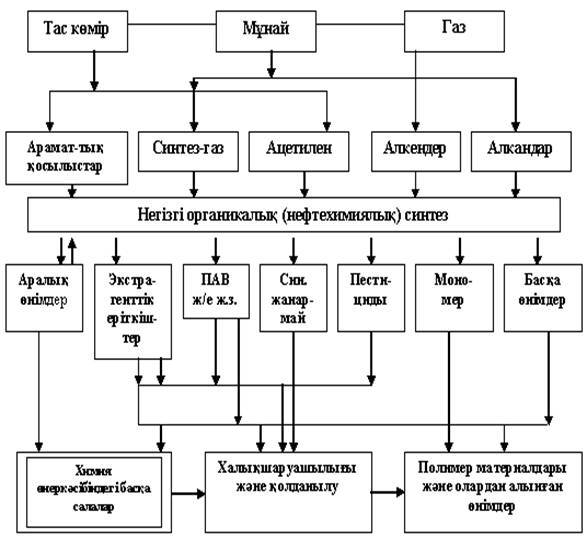 Тас көмір
Мұнай
Газ
Арамат-тық
қосылыстар
Синтез-газ
Ацетилен
Алкендер
Алкандар
Негізгі органикалық (нефтехимиялық) синтез
Аралық
өнімдер
Экстра-
генттік
еріткіш-
тер
ПАВ
ж/е ж.з.
Син.
жанар-
май
Пести-
циды
Моно-
мер
Басқа
өнімдер
Химия
өнеркәсібіндегі басқа
салалар
Халықшаруашылығы
және қолданылу
Полимер материалдары
және олардан алынған
өнімдер